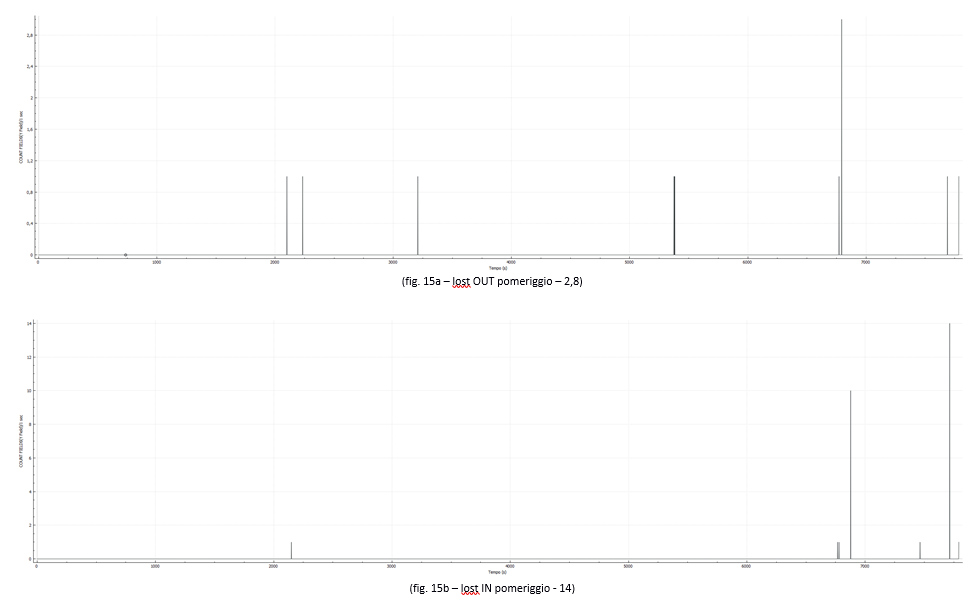 2,8
2,4
2
1,6
1,2
0,8
0,4
0
0 1000 2000 3000 4000 5000 6000 7000
Tempo (s)
(fig. 15a – lost OUT pomeriggio – 2,8)
14
12
10
8
6
4
2
0
0 1000 2000 3000 4000 5000 6000 7000
Tempo (s)
(fig. 15b – lost IN pomeriggio - 14)